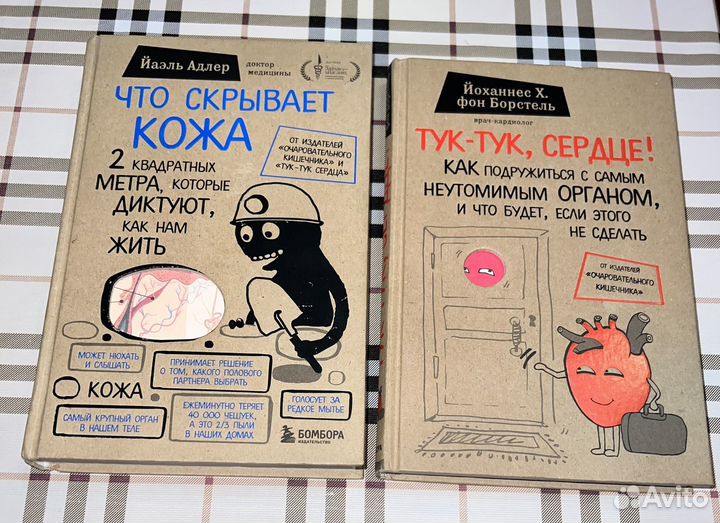 Йаэль Адлер
доктор
медицины
ЧТО СКРЫВАЕТ
КОЖА
ОТ ИЗДАТЕЛЕЙ
«ОЧАРОВАТЕЛЬНОГО
КИШЕЧНИКА» И
«ТУК-ТУК СЕРДЦА»
2 КВАДРАТНЫХ
МЕТРА, КОТОРЫЕ
ДИКТУЮТ,
КАК НАМ
ЖИТЬ
МОЖЕТ НЮХАТЬ
И СЛЫШАТЬ
ПРИНИМАЕТ РЕШЕНИЕ
О ТОМ, КАКОГО ПОЛОВОГО
ПАРТНЕРА ВЫБРАТЬ
КОЖА
ГОЛОСУЕТ ЗА
РЕДКОЕ МЫТЬЕ
САМЫЙ КРУПНЫЙ ОРГАН
В НАШЕМ ТЕЛЕ
ЕЖЕМИНУТНО ТЕРЯЕТ
40 000 ЧЕШУЕК,
А ЭТО 2/3 ПЫЛИ
В НАШИХ ДОМАХ
БОМБОРА
ИЗДАТЕЛЬСТВО
Йоханнес Х.
фон Борстель
врач-кардиолог
ТУК-ТУК, СЕРДЦЕ!
КАК ПОДРУЖИТЬСЯ С САМЫМ
НЕУТОМИМЫМ ОРГАНОМ,
И ЧТО БУДЕТ, ЕСЛИ ЭТОГО
НЕ СДЕЛАТЬ
ОТ ИЗДАТЕЛЕЙ
«ОЧАРОВАТЕЛЬНОГО
КИШЕЧНИКА»
Avito